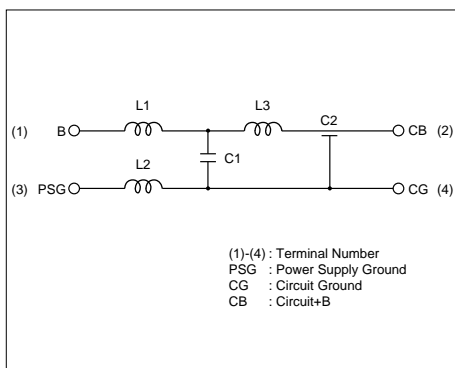 L1 L3
C2
(1) B CB (2)
C1
L2
(3) PSG CG (4)
(1)-(4) : Terminal Number
PSG : Power Supply Ground
CG : Circuit Ground
CB : Circuit+B